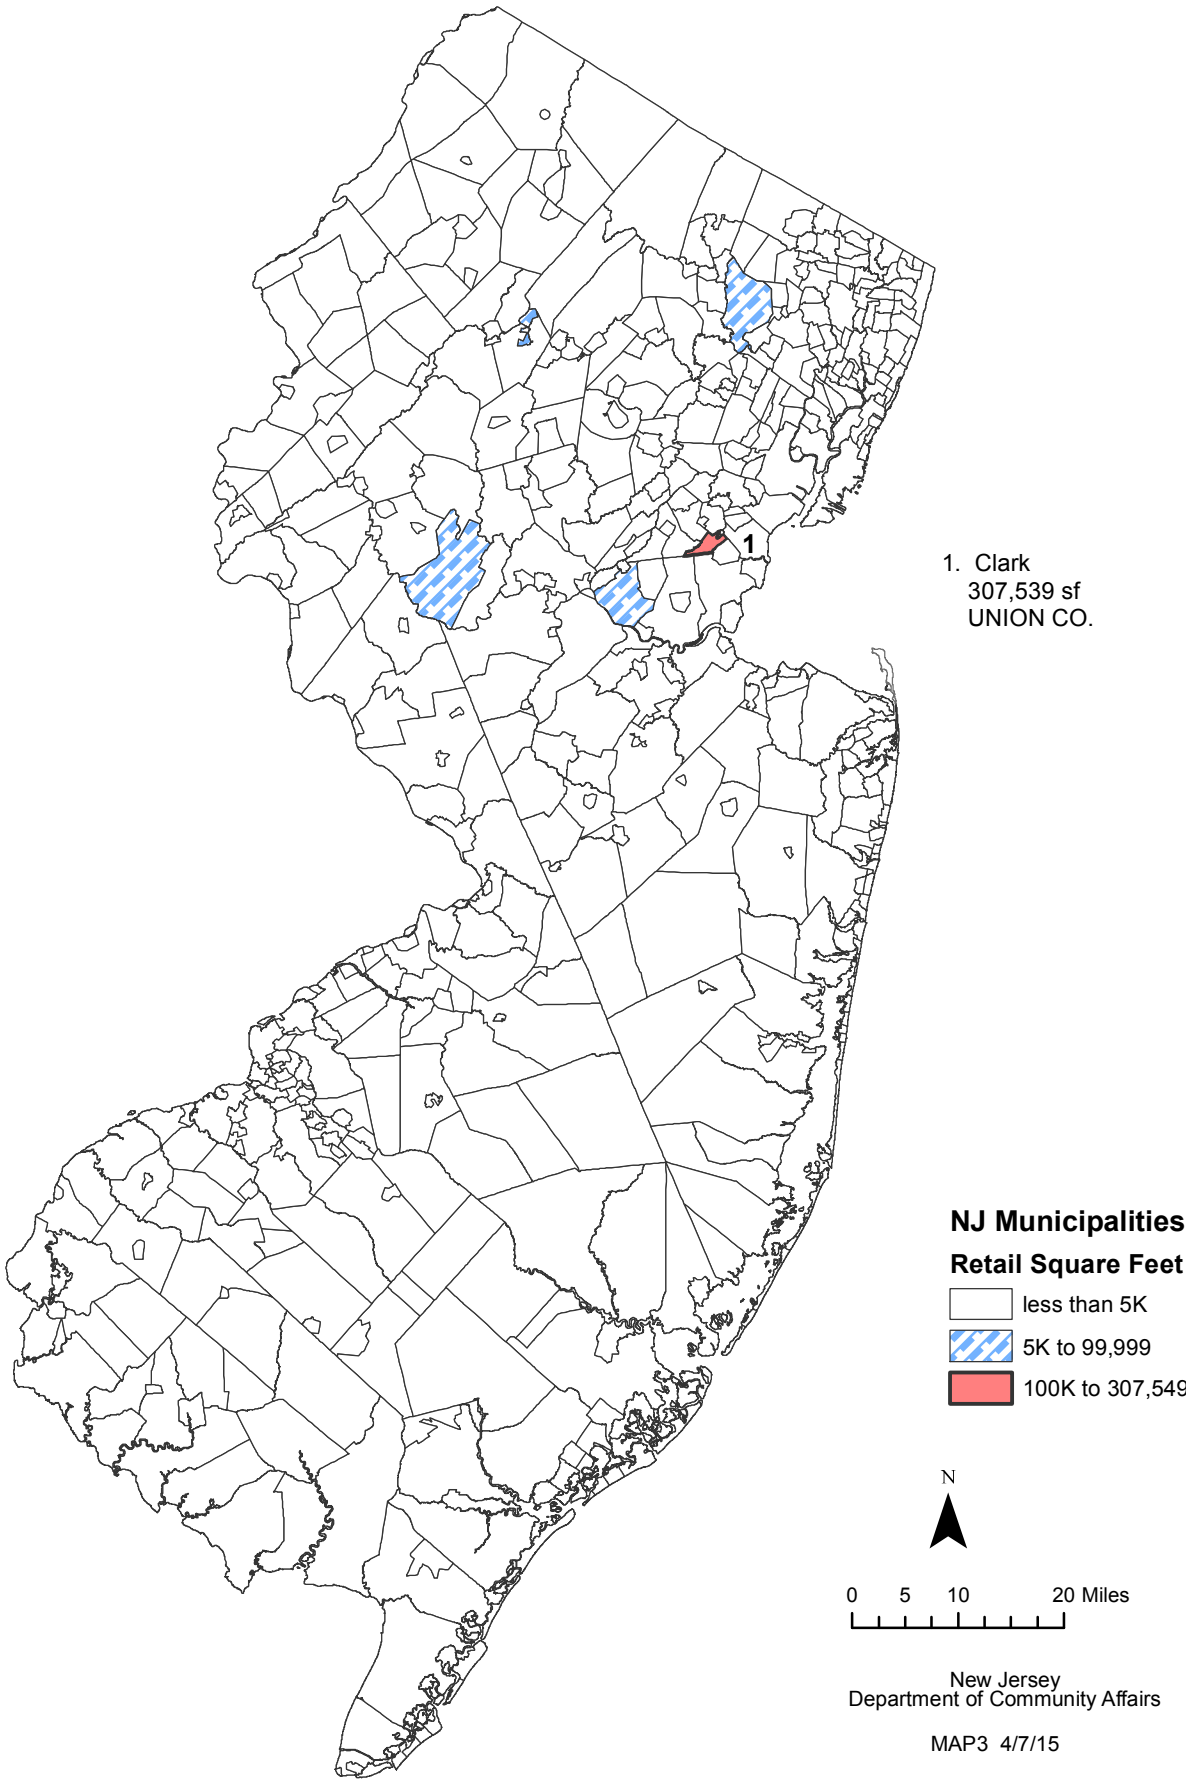 1
1. Clark
307,539 sf
UNION CO.
NJ Municipalities
Retail Square Feet
less than 5K
5K to 99,999
100K to 307,549
N
0 5 10 20 Miles
New Jersey
Department of Community Affairs
MAP3 4/7/15